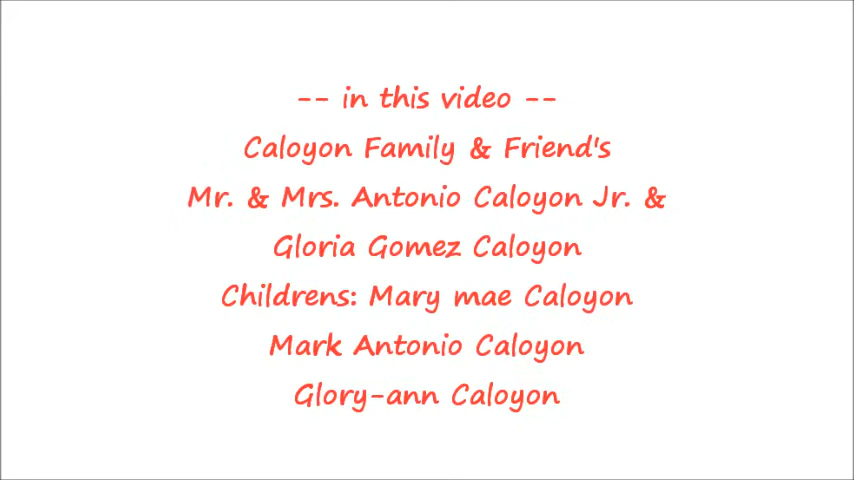 -- in this video --
Caloyon Family & Friend's
Mr. & Mrs. Antonio Caloyon Jr. &
Gloria Gomez Caloyon
Childrens: Mary mae Caloyon
Mark Antonio Caloyon
Glory-ann Caloyon